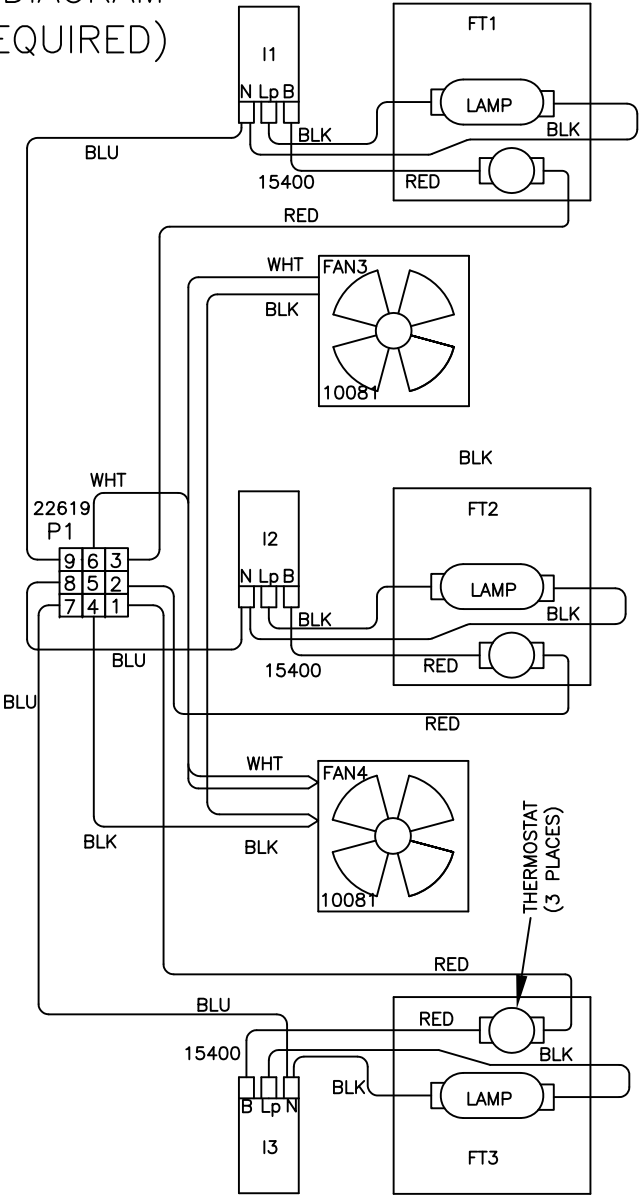 DIAGRAM
EQUIRED)
FT1
I1
N Lp B
LAMP
BLK
BLK
BLU
15400
RED
RED
WHT
FAN3
BLK
10081
BLK
WHT
22619
P1
9 6 3
8 5 2
7 4 1
I2
N Lp B
FT2
LAMP
BLK
BLK
BLU
15400
RED
BLU
RED
WHT
FAN4
BLK
BLK
10081
THERMOSTAT
(3 PLACES)
RED
BLU
RED
15400
BLK
BLK
B Lp N
LAMP
I3
FT3